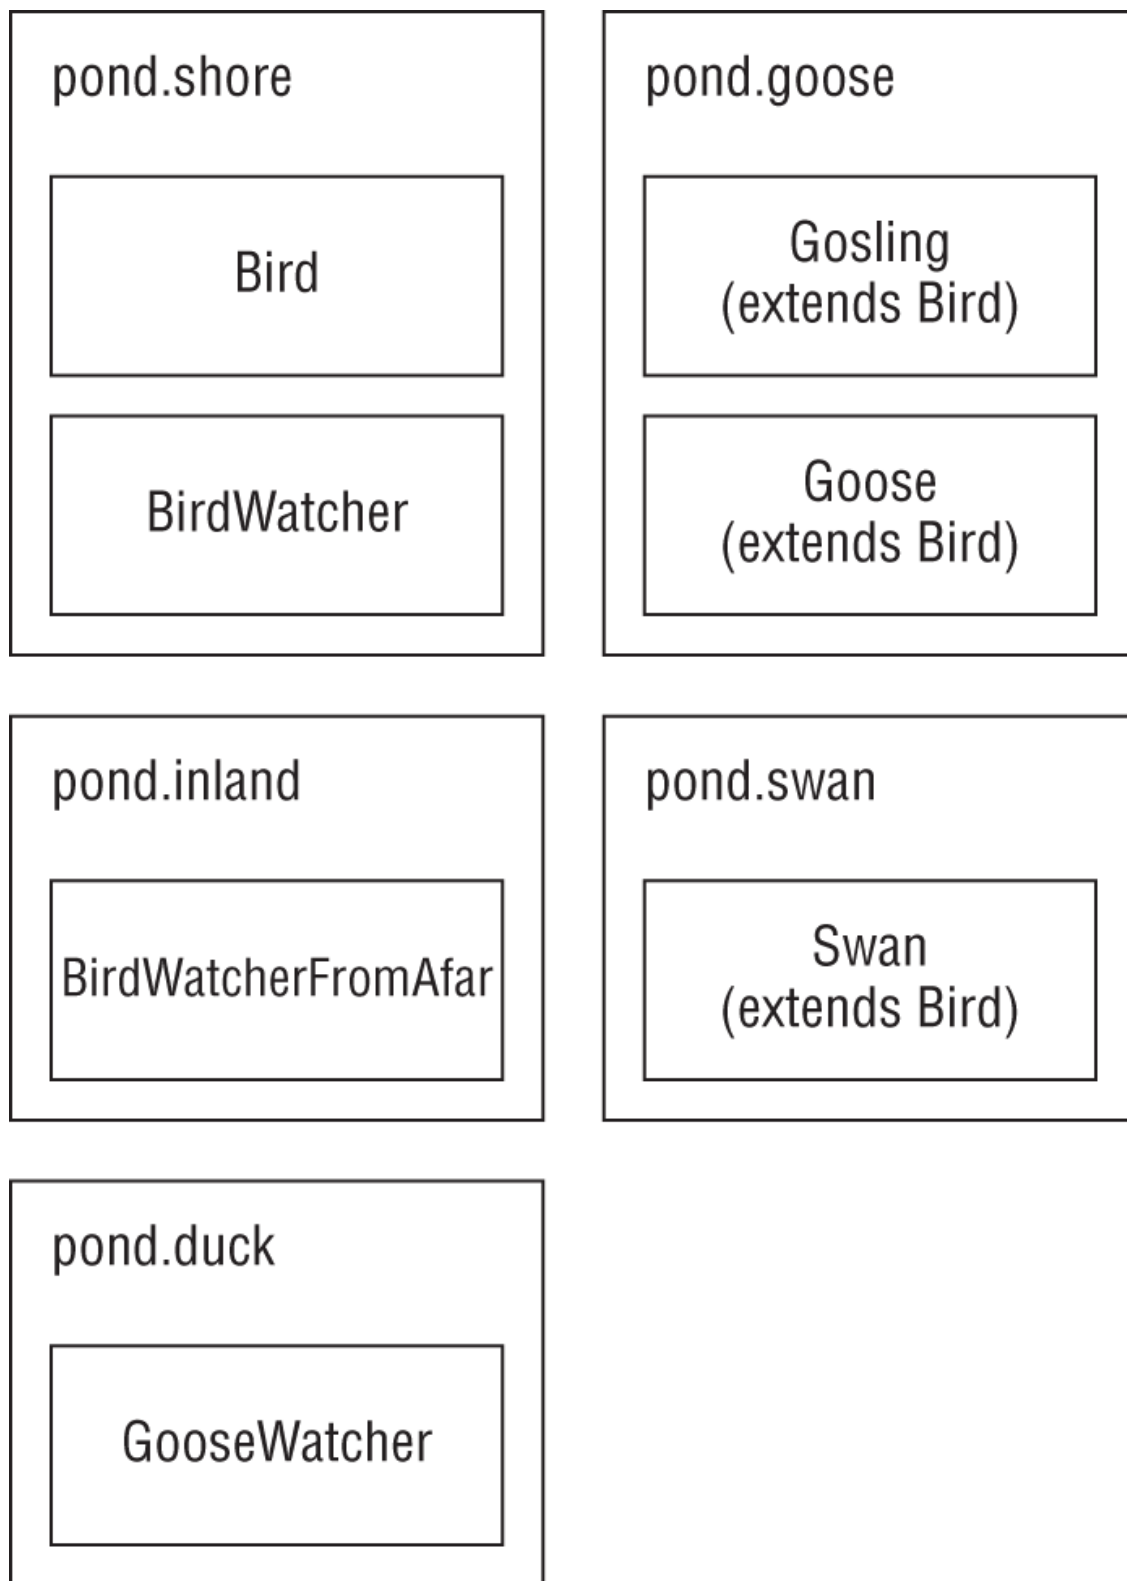 pond.shore
Bird
BirdWatcher
pond.goose
Gosling
(extends Bird)
Goose
(extends Bird)
pond.inland
BirdWatcherFromAfar
pond.swan
Swan
(extends Bird)
pond.duck
GooseWatcher